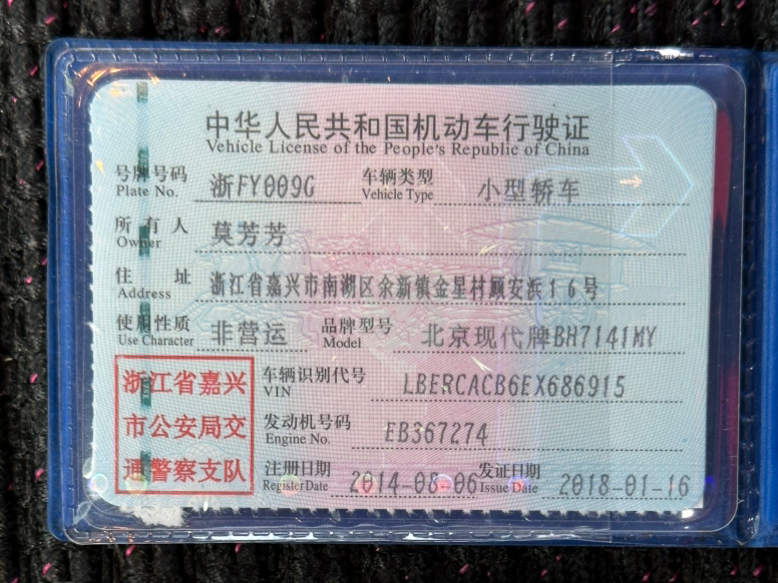 中华人民共和国机动车行驶证
Vehicle License of the People's Republic of China
号牌号码 浙FY009G 车辆类型 小型轿车
Plate No. Vehicle Type
所有人 莫芳芳
Owner
住址 浙江省嘉兴市南湖区余新镇金星村顾安浜16号
Address
使用性质 非营运 品牌型号 北京现代牌BH7141MY
Use Character Model
浙江省嘉兴
市公安局交
通警察支队
车辆识别代号 LBERCACB6EX686915
VIN
发动机号码 EB367274
Engine No.
注册日期 2014-08-06 发证日期 2018-01-16
Register Date Issue Date